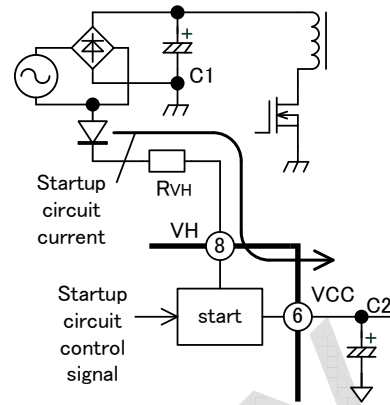 +
C1
Startup
circuit
current
RVH
VH
8
Startup
circuit
control
signal
start
6
VCC
C2
+